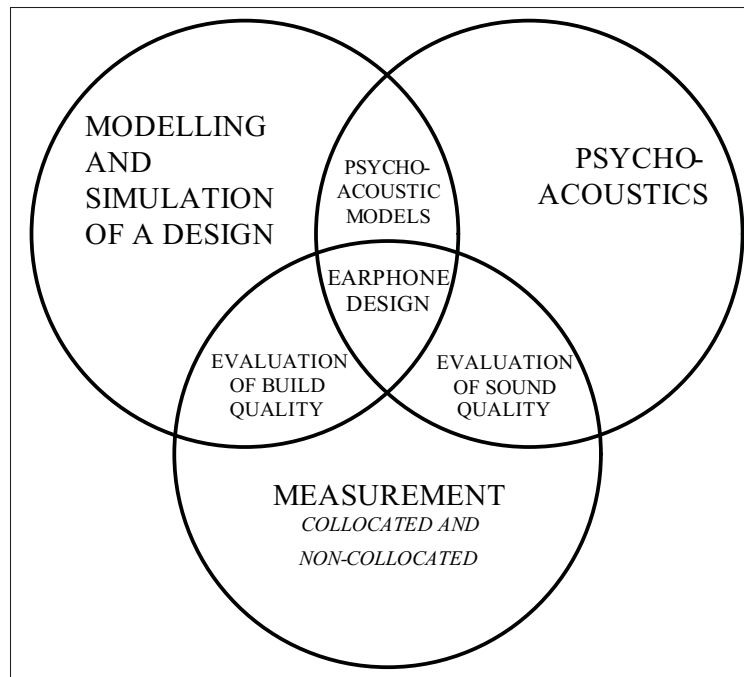 MODELLING
AND
SIMULATION
OF A DESIGN
PSYCHO-
ACOUSTIC
MODELS
PSYCHO-
ACOUSTICS
EARPHONE
DESIGN
EVALUATION
OF BUILD
QUALITY
EVALUATION
OF SOUND
QUALITY
MEASUREMENT
COLLOCATED AND
NON-COLLOCATED